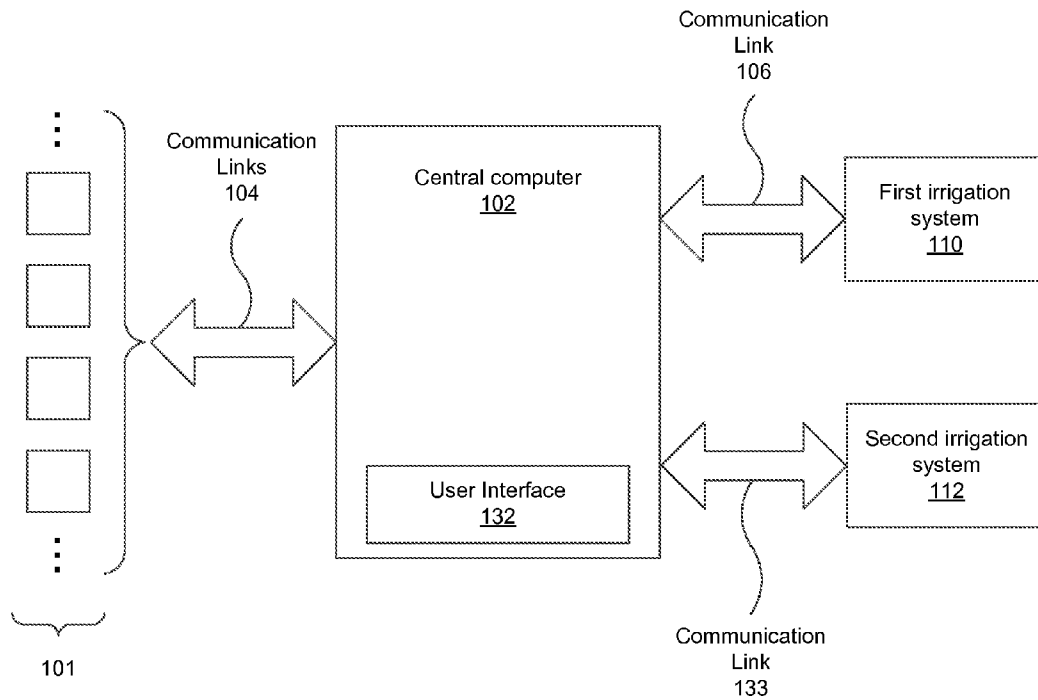 Communication
Link
106
Communication
Links
104
Central computer
102
First irrigation
system
110
User Interface
132
Second irrigation
system
112
101
Communication
Link
133